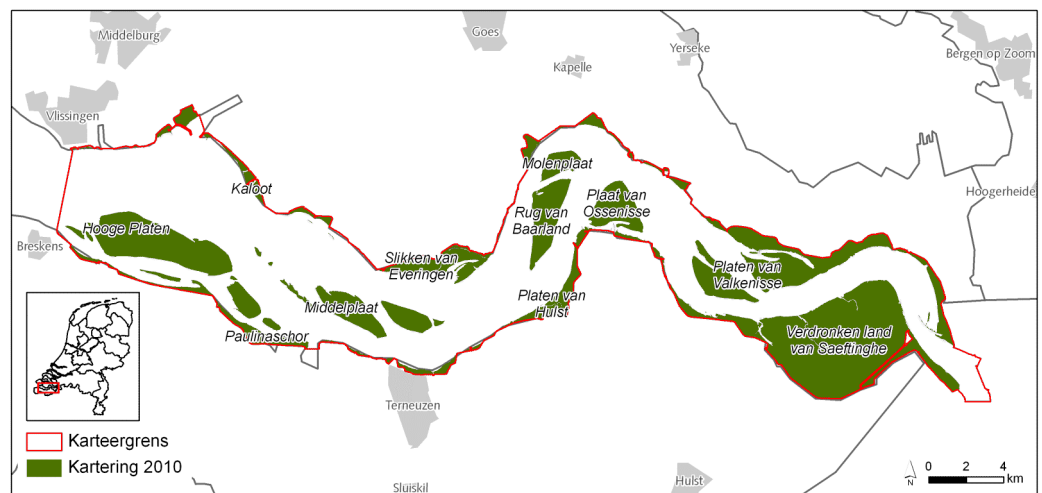 Middelburg
Goes
Yerseke
Bergen op Zoom
Kapelle
Vlissingen
Molenplaat
Kaloot
Plaat van
Ossenisse
Hoogerheide
Rug van
Baarland
Hooge Platen
Breskens
Slikken van
Everingen
Platen van
Valkenisse
Middelplaat
Platen van
Hulst
Paulinaschor
Verdronken land
van Saeftinghe
Terneuzen
Karteergrens
Kartering 2010
Sluiskil
Hulst
N
0 2 4
km